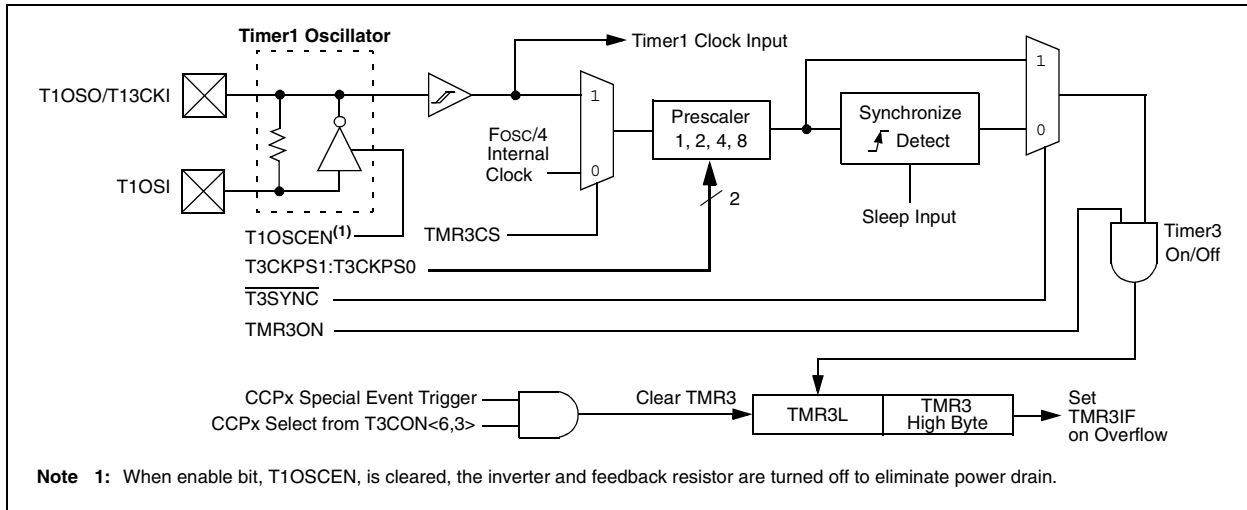 Timer1 Oscillator
Timer1 Clock Input
T1OSO/T13CKI
1
1
FOSC/4
Internal
Clock
0
Prescaler
1, 2, 4, 8
Synchronize
Detect
0
T1OSI
2
Sleep Input
T1OSCEN(1)
TMR3CS
Timer3
On/Off
T3CKPS1:T3CKPS0
T3SYNC
TMR3ON
CCPx Special Event Trigger
CCPx Select from T3CON<6,3>
Clear TMR3
TMR3L
TMR3
High Byte
Set
TMR3IF
on Overflow
Note 1: When enable bit, T1OSCEN, is cleared, the inverter and feedback resistor are turned off to eliminate power drain.